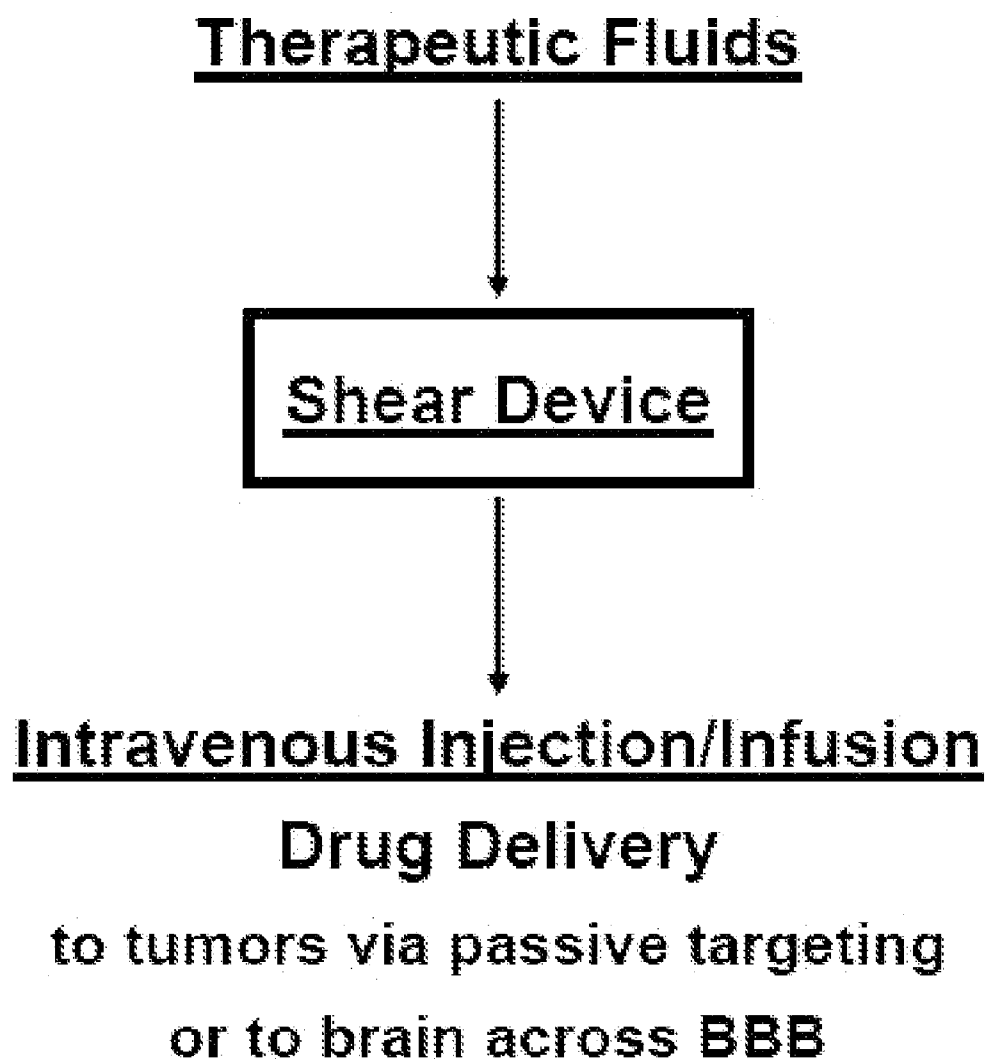 Therapeutic Fluids
Shear Device
Intravenous Injection/Infusion
Drug Delivery
to tumors via passive targeting
or to brain across BBB